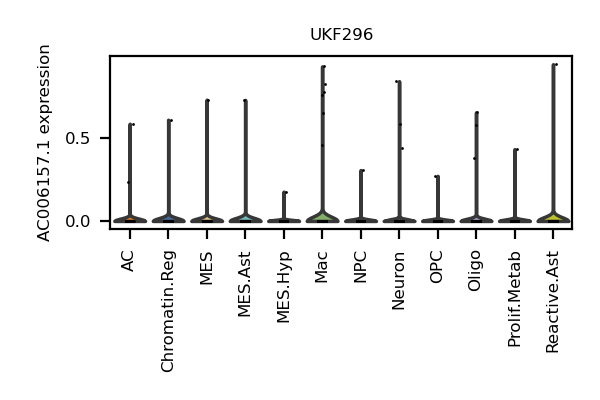 UKF296
AC006157.1 expression
0.5
0.0
AC
Chromatin.Reg
MES
MES.Ast
MES.Hyp
Mac
NPC
Neuron
OPC
Oligo
Prolif.Metab
Reactive.Ast